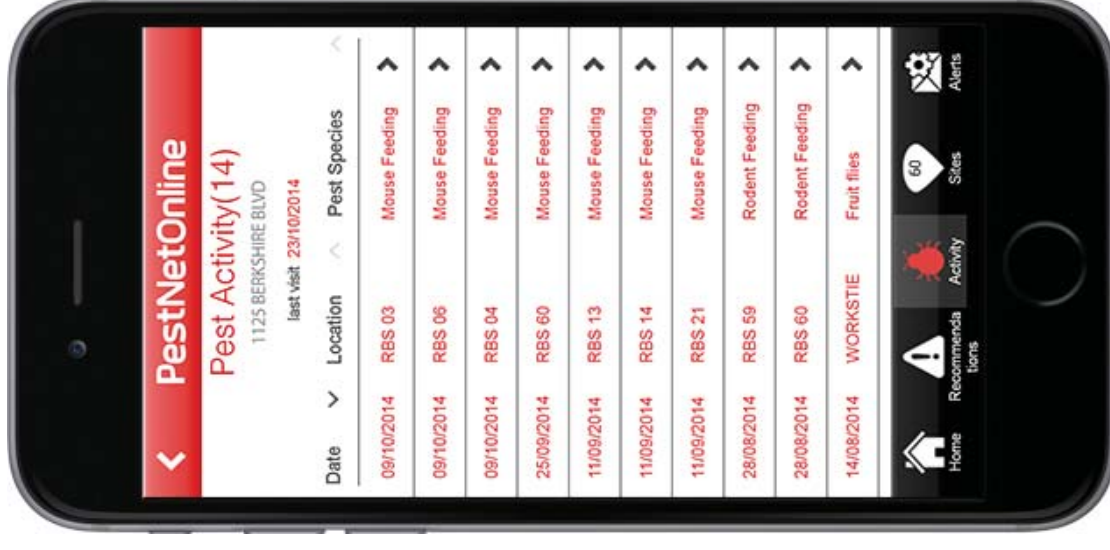 PestNetOnline
Pest Activity(14)
1125 BERKSHIRE BLVD
last visit 23/10/2014
Date Location Pest Species
09/10/2014 RBS 03 Mouse Feeding
09/10/2014 RBS 06 Mouse Feeding
09/10/2014 RBS 04 Mouse Feeding
25/09/2014 RBS 60 Mouse Feeding
11/09/2014 RBS 13 Mouse Feeding
11/09/2014 RBS 14 Mouse Feeding
11/09/2014 RBS 21 Mouse Feeding
28/08/2014 RBS 59 Rodent Feeding
28/08/2014 RBS 60 Rodent Feeding
14/08/2014 WORKSTIE Fruit flies
60
Home Recommenda Activity Sites Alerts
tions